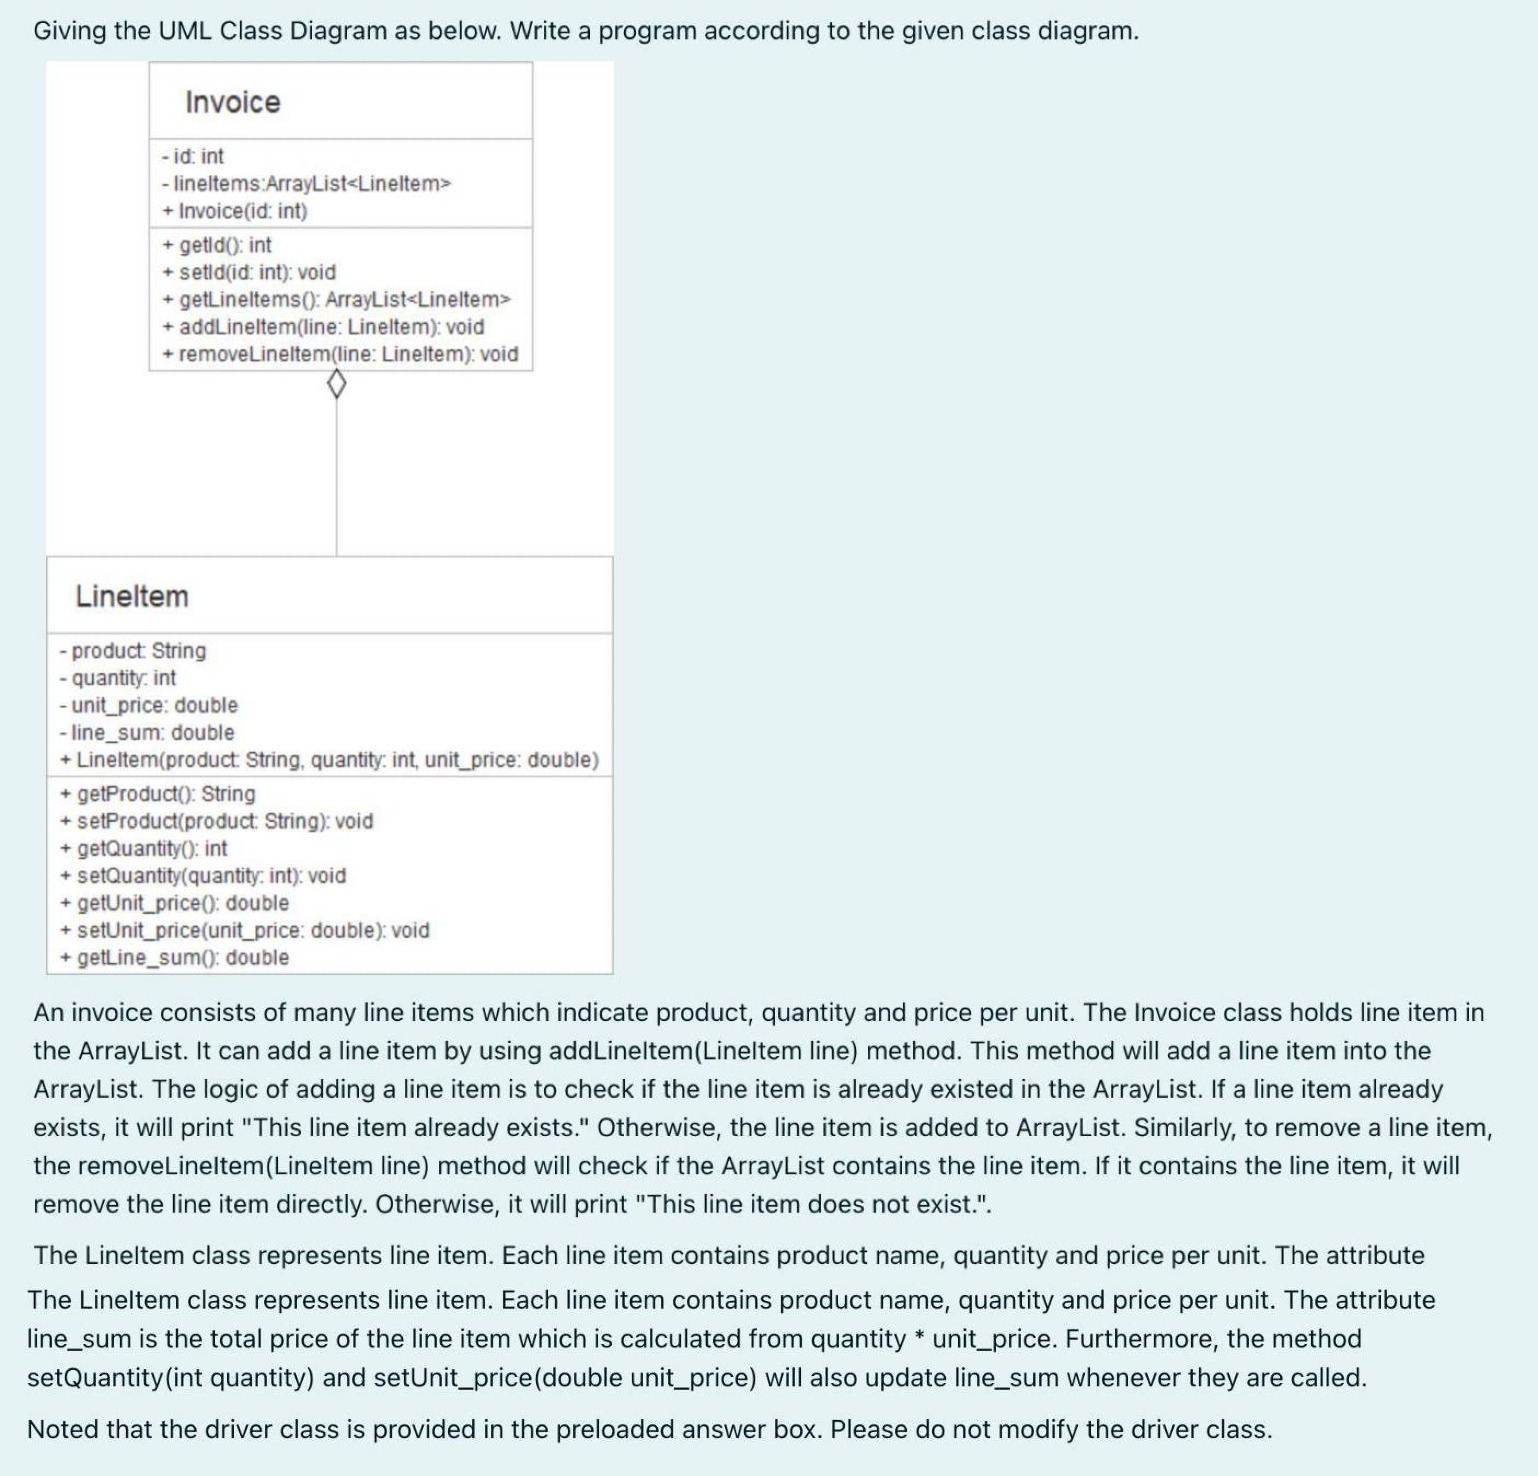 Giving the UML Class Diagram as below. Write a program according to the given class diagram.
Invoice
- id: int
- lineItems:ArrayList<LineItem>
+ Invoice(id: int)
+ getId(): int
+ setId(id: int): void
+ getLineItems(): ArrayList<LineItem>
+ addLineItem(line: LineItem): void
+ removeLineItem(line: LineItem): void
LineItem
- product: String
- quantity: int
- unit_price: double
- line_sum: double
+ LineItem(product: String, quantity: int, unit_price: double)
+ getProduct(): String
+ setProduct(product: String): void
+ getQuantity(): int
+ setQuantity(quantity: int): void
+ getUnit_price(): double
+ setUnit_price(unit_price: double): void
+ getLine_sum(): double
An invoice consists of many line items which indicate product, quantity and price per unit. The Invoice class holds line item in
the ArrayList. It can add a line item by using addLineItem(LineItem line) method. This method will add a line item into the
ArrayList. The logic of adding a line item is to check if the line item is already existed in the ArrayList. If a line item already
exists, it will print "This line item already exists." Otherwise, the line item is added to ArrayList. Similarly, to remove a line item,
the removeLineItem(LineItem line) method will check if the ArrayList contains the line item. If it contains the line item, it will
remove the line item directly. Otherwise, it will print "This line item does not exist.".
The LineItem class represents line item. Each line item contains product name, quantity and price per unit. The attribute
The LineItem class represents line item. Each line item contains product name, quantity and price per unit. The attribute
line_sum is the total price of the line item which is calculated from quantity * unit_price. Furthermore, the method
setQuantity(int quantity) and setUnit_price(double unit_price) will also update line_sum whenever they are called.
Noted that the driver class is provided in the preloaded answer box. Please do not modify the driver class.